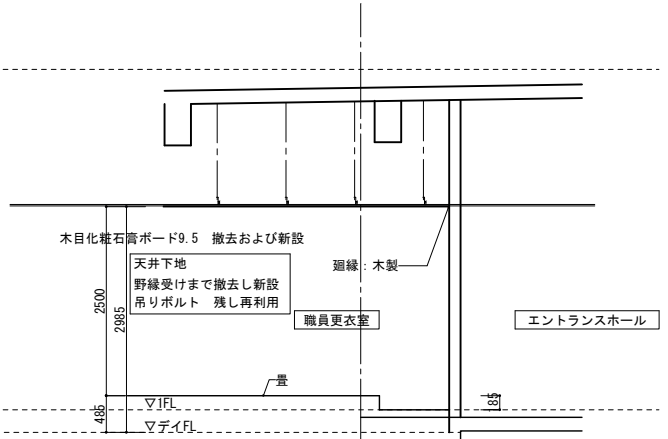 木目化粧石膏ボード9.5 撤去および新設
天井下地
野縁受けまで撤去し新設
吊りボルト 残し再利用
廻縁：木製
2500
2985
職員更衣室
エントランスホール
畳
485
▽1FL
▽デイFL
185